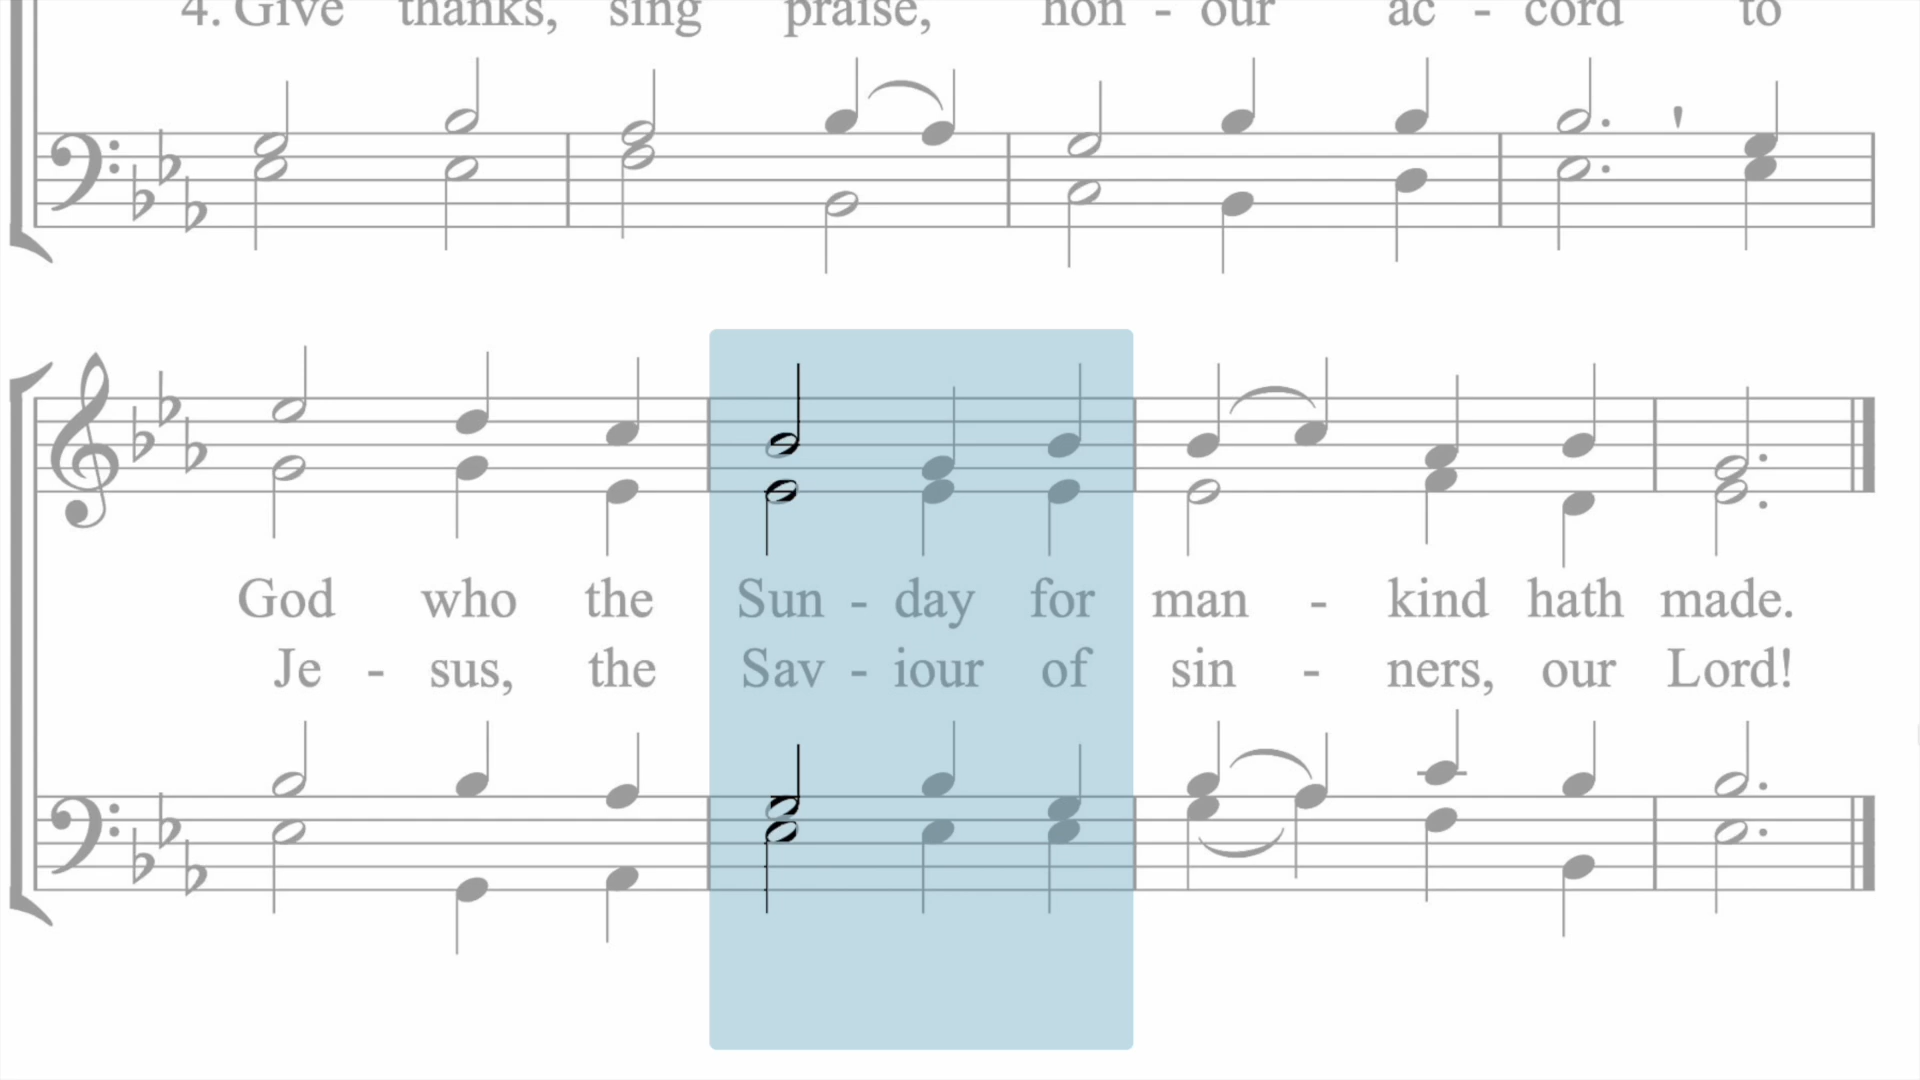 4. Give thanks, sing praise, hon - our ac - cord to
God who the Sun - day for man - kind hath made.
Je - sus, the Sav - iour of sin - ners, our Lord!